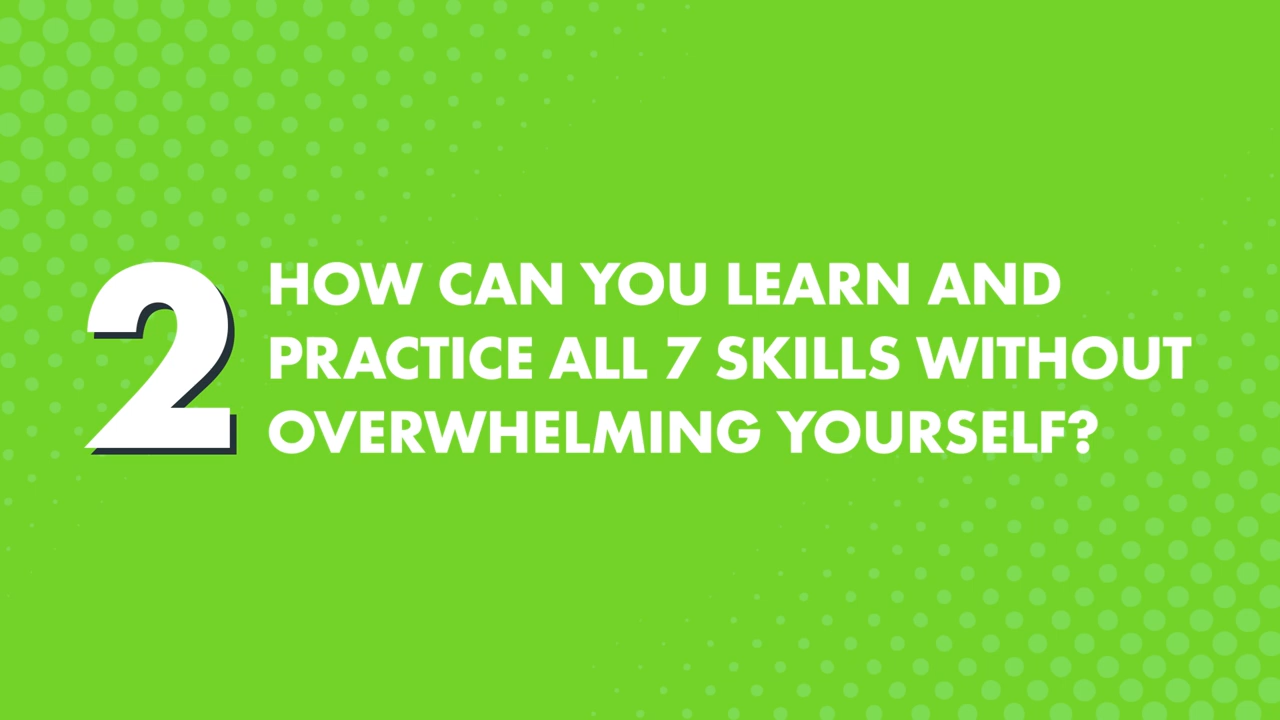 2
HOW CAN YOU LEARN AND
PRACTICE ALL 7 SKILLS WITHOUT
OVERWHELMING YOURSELF?